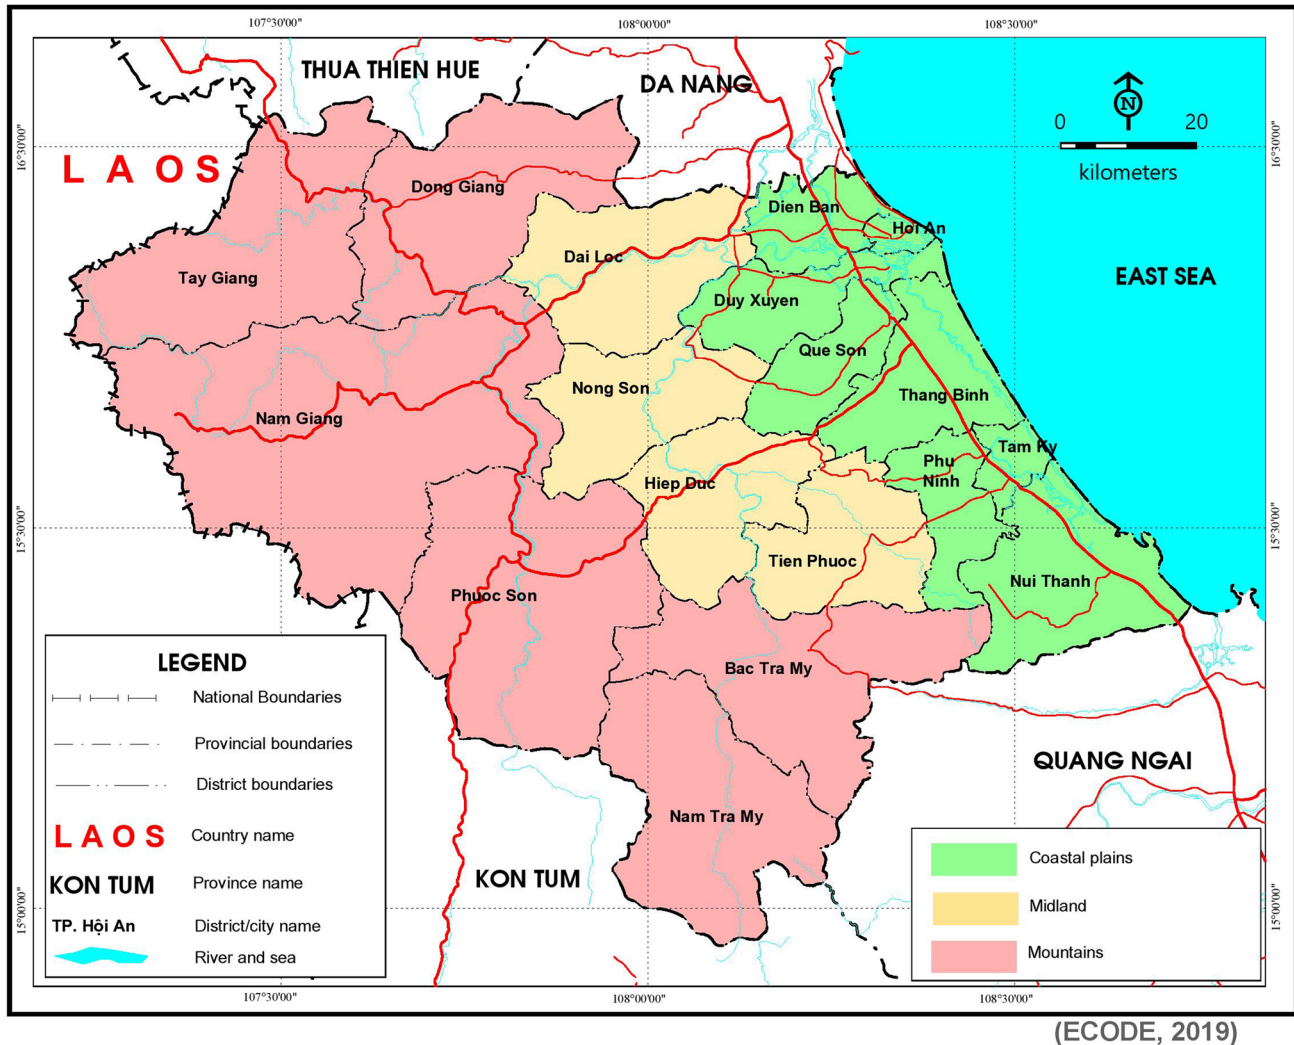 107°30'00"
108°00'00"
108°30'00"
THUA THIEN HUE
DA NANG
N
0 20
kilometers
16°30'00"
16°30'00"
LAOS
Dong Giang
Dien Ban
Hoi An
Dai Loc
Tay Giang
EAST SEA
Duy Xuyen
Que Son
Nong Son
Thang Binh
Nam Giang
Tam Ky
Phu
Ninh
Hiep Duc
15°30'00"
15°30'00"
Tien Phuoc
Nui Thanh
Phuoc Son
Bac Tra My
LEGEND
National Boundaries
Provincial boundaries
District boundaries
LAOS Country name
KON TUM Province name
TP. Hội An District/city name
River and sea
QUANG NGAI
Nam Tra My
KON TUM
Coastal plains
Midland
Mountains
15°00'00"
15°00'00"
107°30'00"
108°00'00"
108°30'00"
(ECODE, 2019)